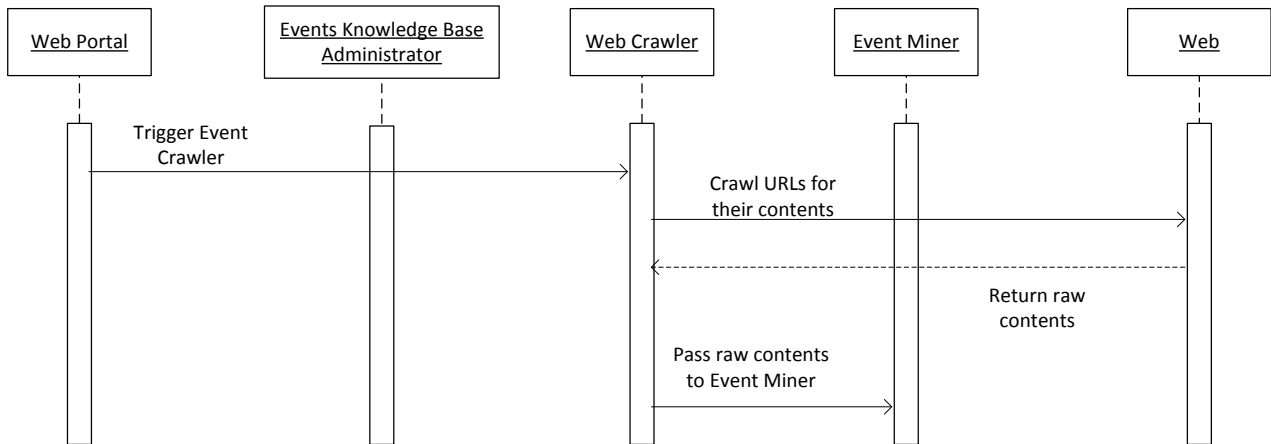 Web Portal
Events Knowledge Base
Administrator
Web Crawler
Event Miner
Web
Trigger Event
Crawler
Crawl URLs for
their contents
Return raw
contents
Pass raw contents
to Event Miner